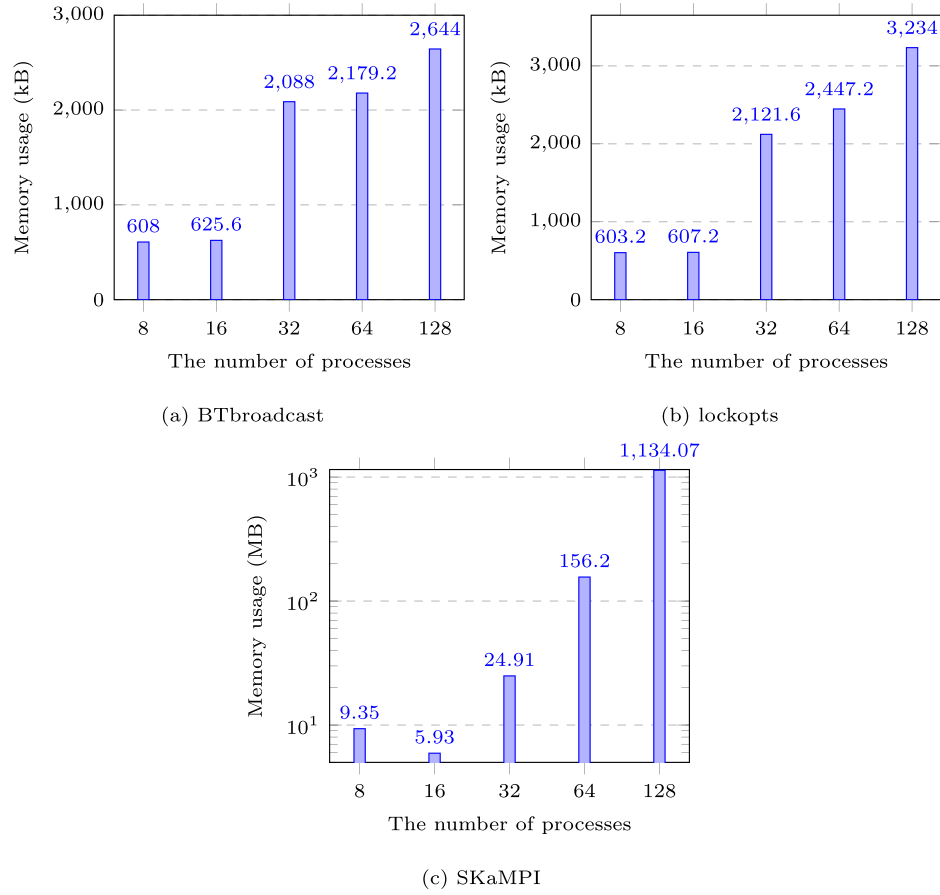 3,000
2,000
1,000
0
Memory usage (kB)
608
625.6
2,088
2,179.2
2,644
8 16 32 64 128
The number of processes
(a) BTbroadcast
3,000
2,000
1,000
0
Memory usage (kB)
603.2
607.2
2,121.6
2,447.2
3,234
8 16 32 64 128
The number of processes
(b) lockopts
10³
10²
10¹
Memory usage (MB)
9.35
5.93
24.91
156.2
1,134.07
8 16 32 64 128
The number of processes
(c) SKaMPI